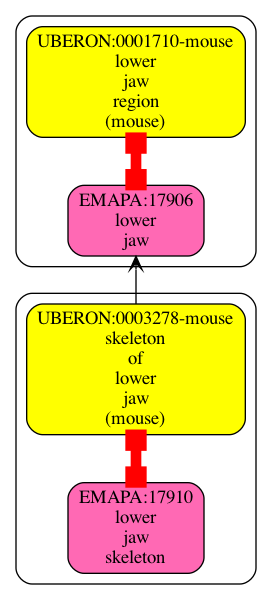 UBERON:0001710-mouse
lower
jaw
region
(mouse)
EMAPA:17906
lower
jaw
UBERON:0003278-mouse
skeleton
of
lower
jaw
(mouse)
EMAPA:17910
lower
jaw
skeleton